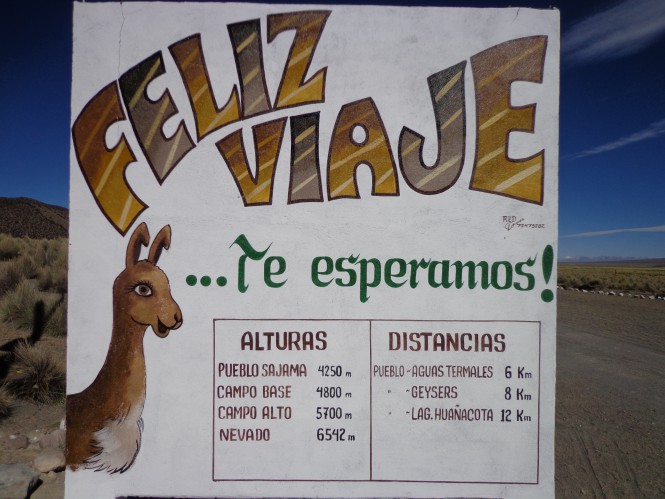 FELIZ
VIAJE
...Te esperamos!
ALTURAS
PUEBLO SAJAMA 4250 m
CAMPO BASE 4800 m
CAMPO ALTO 5700 m
NEVADO 6542 m
DISTANCIAS
PUEBLO - AGUAS TERMALES 6 Km
" - GEYSERS 8 Km
" - LAG. HUAÑACOTA 12 Km